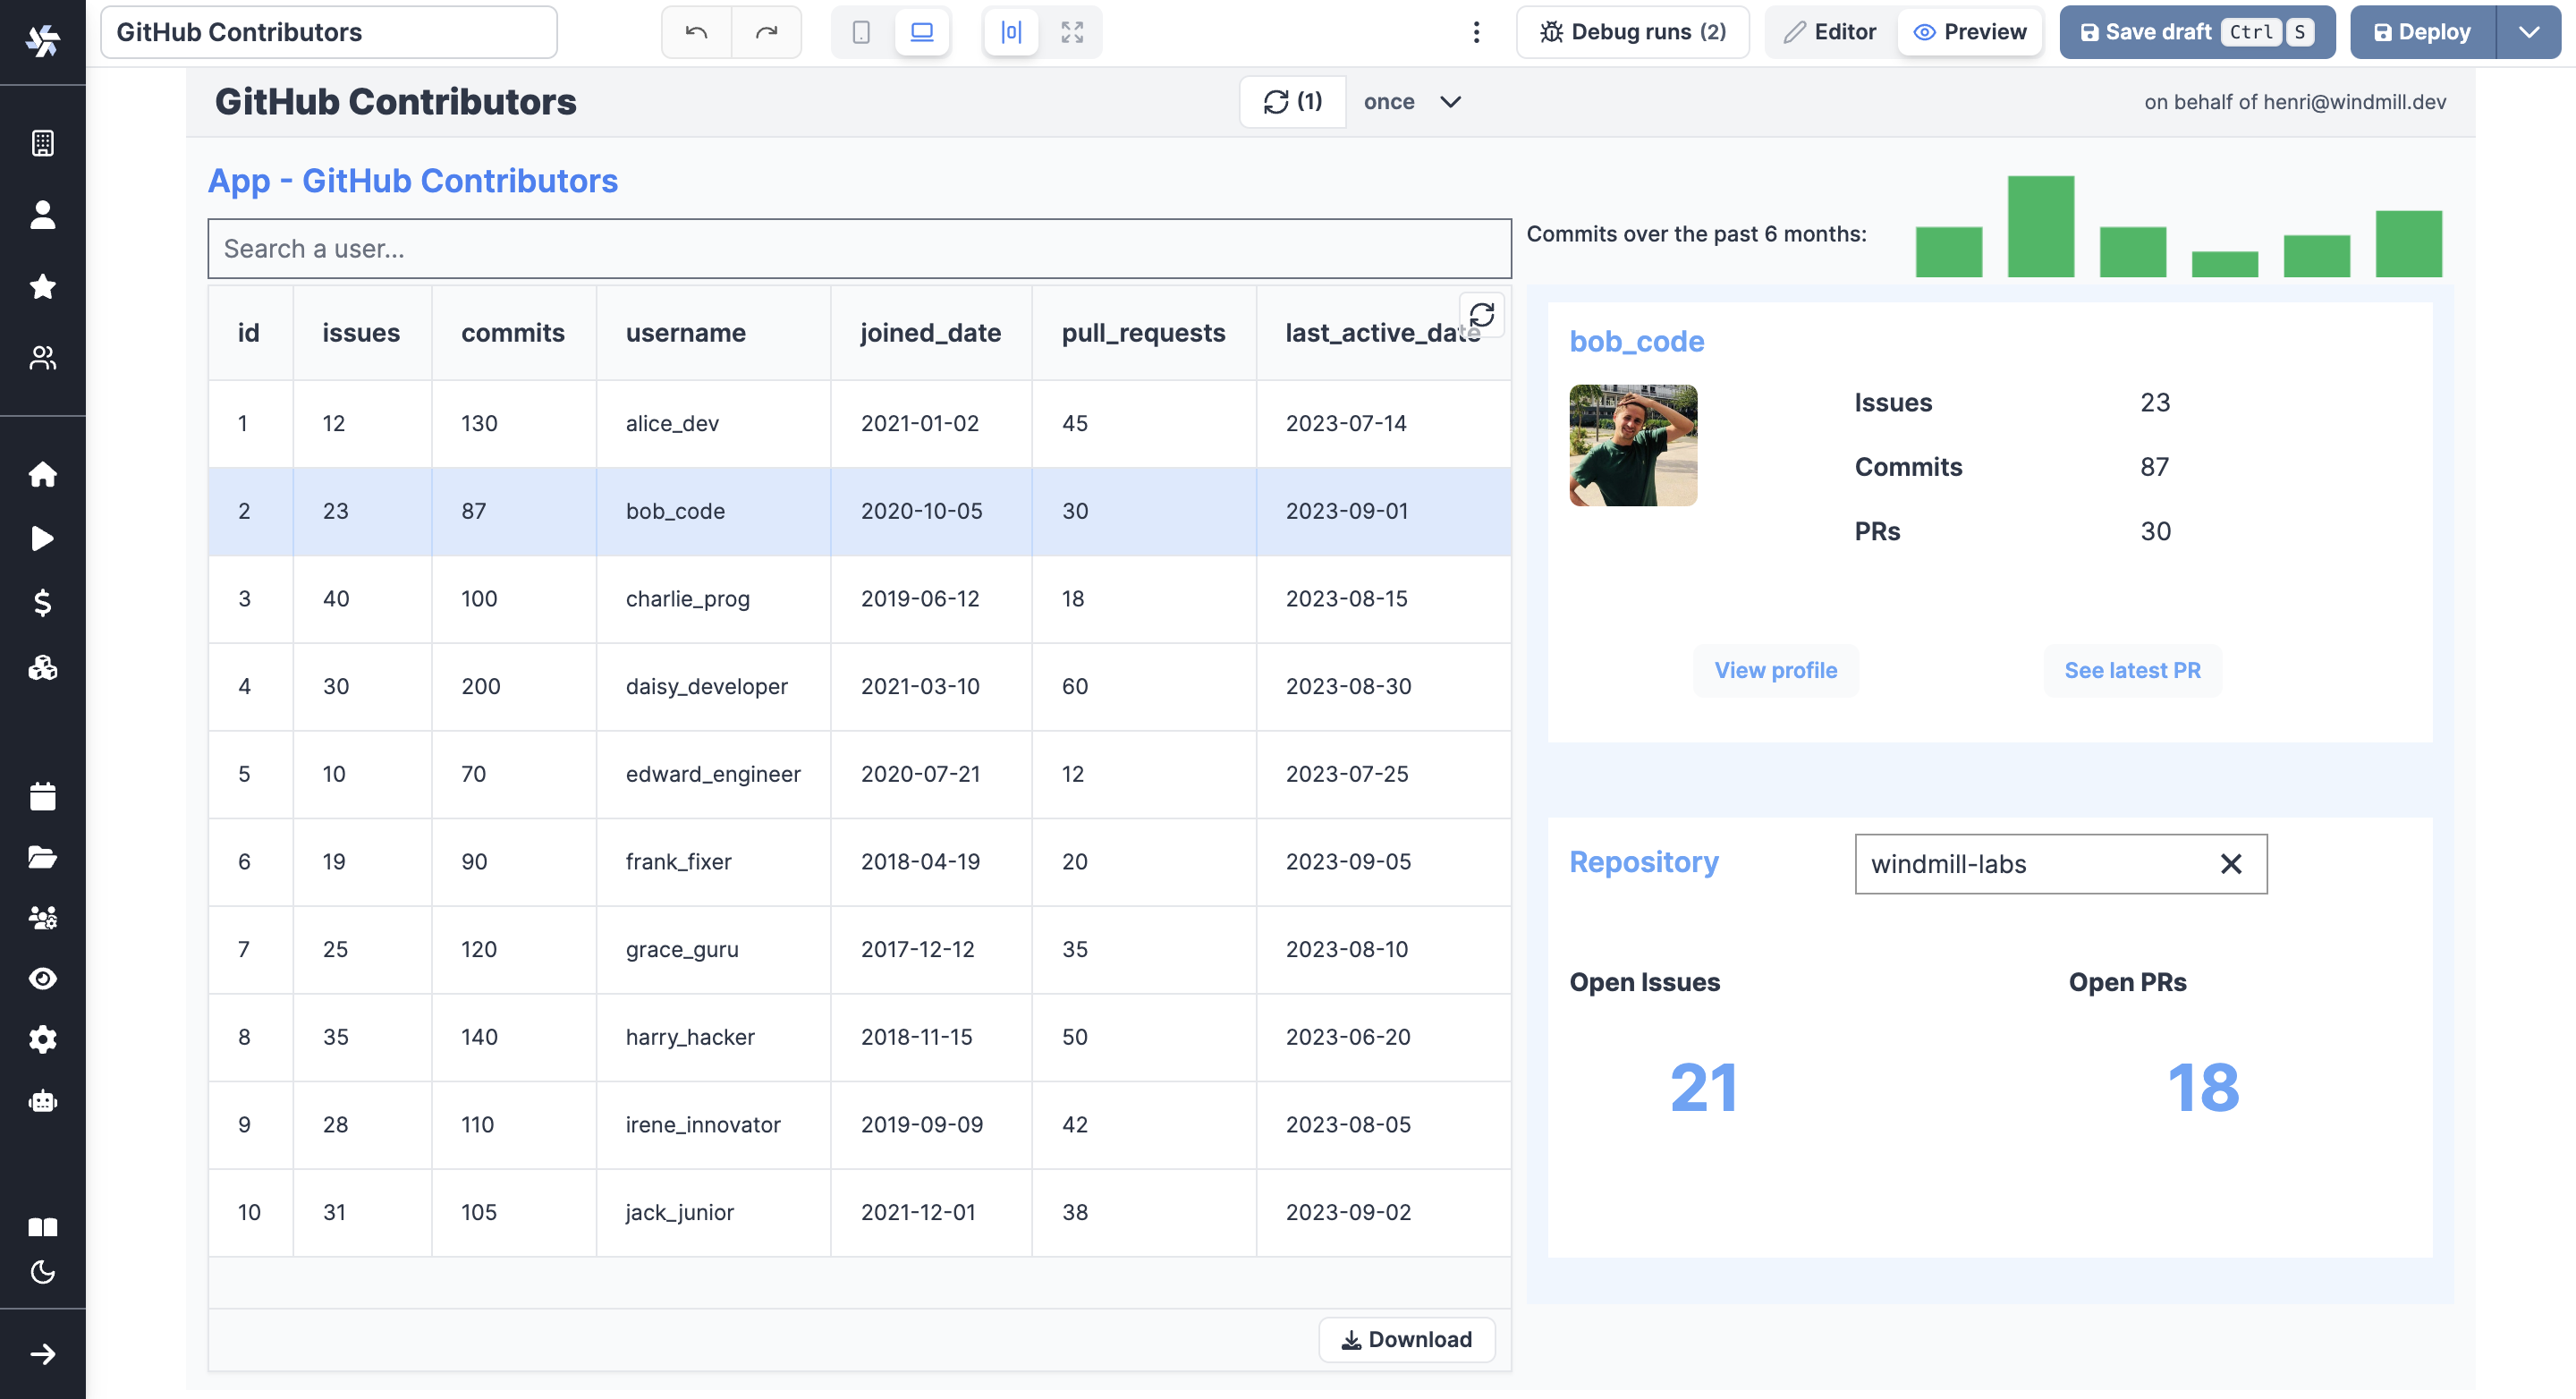 GitHub Contributors
Debug runs (2)
Editor
Preview
Save draft Ctrl S
Deploy
GitHub Contributors
(1)
once
on behalf of henri@windmill.dev
App - GitHub Contributors
Search a user...
Commits over the past 6 months:
id issues commits username joined_date pull_requests last_active_date
1 12 130 alice_dev 2021-01-02 45 2023-07-14
2 23 87 bob_code 2020-10-05 30 2023-09-01
3 40 100 charlie_prog 2019-06-12 18 2023-08-15
4 30 200 daisy_developer 2021-03-10 60 2023-08-30
5 10 70 edward_engineer 2020-07-21 12 2023-07-25
6 19 90 frank_fixer 2018-04-19 20 2023-09-05
7 25 120 grace_guru 2017-12-12 35 2023-08-10
8 35 140 harry_hacker 2018-11-15 50 2023-06-20
9 28 110 irene_innovator 2019-09-09 42 2023-08-05
10 31 105 jack_junior 2021-12-01 38 2023-09-02
Download
bob_code
Issues 23
Commits 87
PRs 30
View profile
See latest PR
Repository
windmill-labs
Open Issues
Open PRs
21
18